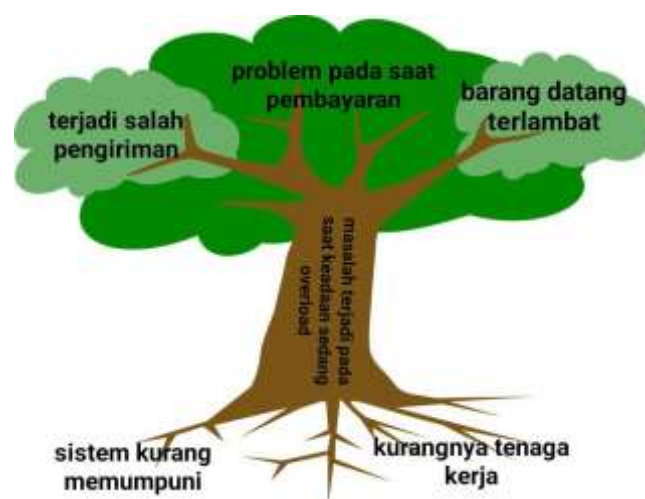 problem pada saat
pembayaran
barang datang
terlambat
terjadi salah
pengiriman
masalah terjadi pada
saat keadaan sedang
overload
sistem kurang
memumpuni
kurangnya tenaga
kerja